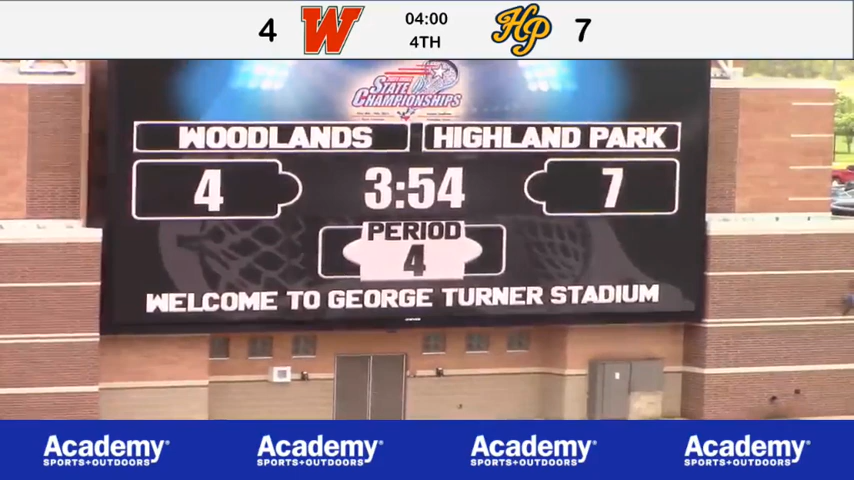 4 W 04:00 HP 7
4TH
STATE
CHAMPIONSHIPS
WOODLANDS HIGHLAND PARK
4 3:54 7
PERIOD
4
WELCOME TO GEORGE TURNER STADIUM
Academy Academy Academy Academy
SPORTS+OUTDOORS SPORTS+OUTDOORS SPORTS+OUTDOORS SPORTS+OUTDOORS